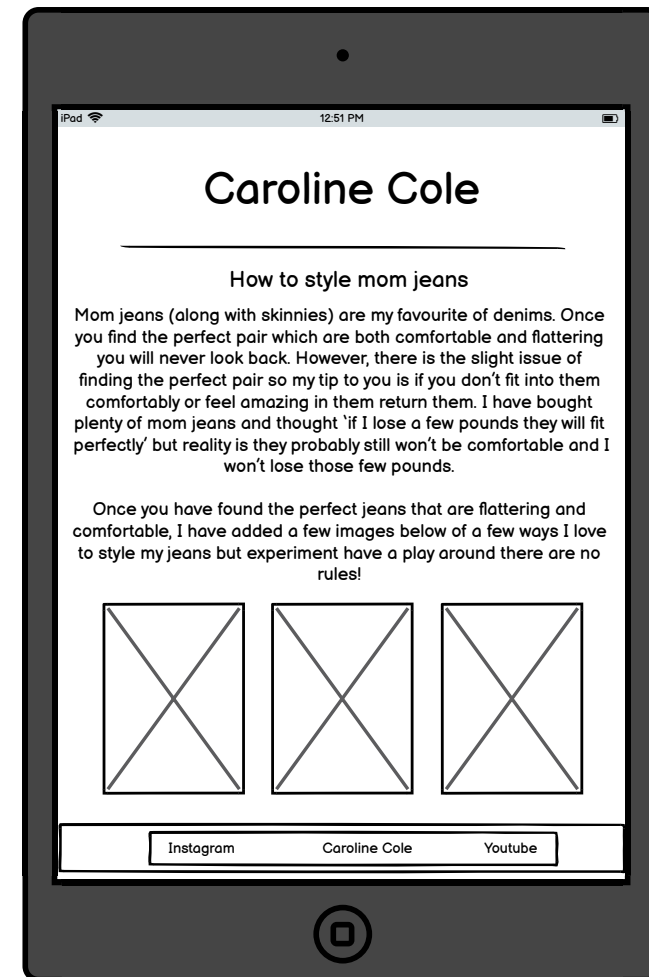 iPad
12:51 PM
Caroline Cole
How to style mom jeans
Mom jeans (along with skinnies) are my favourite of denims. Once
you find the perfect pair which are both comfortable and flattering
you will never look back. However, there is the slight issue of
finding the perfect pair so my tip to you is if you don't fit into them
comfortably or feel amazing in them return them. I have bought
plenty of mom jeans and thought 'if I lose a few pounds they will fit
perfectly' but reality is they probably still won't be comfortable and I
won't lose those few pounds.
Once you have found the perfect jeans that are flattering and
comfortable, I have added a few images below of a few ways I love
to style my jeans but experiment have a play around there are no
rules!
Instagram Caroline Cole Youtube